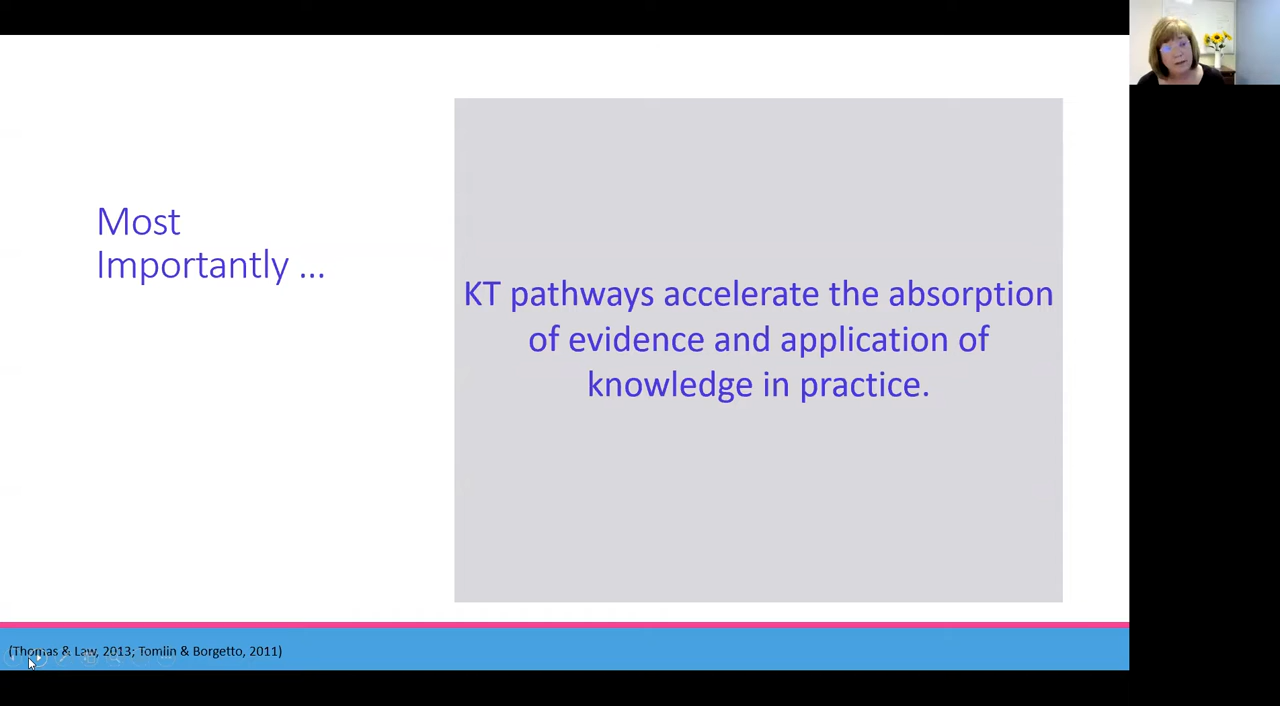 Most
Importantly ...
KT pathways accelerate the absorption
of evidence and application of
knowledge in practice.
(Thomas & Law, 2013; Tomlin & Borgetto, 2011)